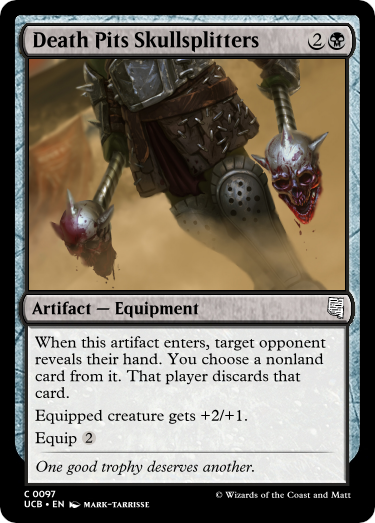 Death Pits Skullsplitters 2
Artifact — Equipment
When this artifact enters, target opponent
reveals their hand. You choose a nonland
card from it. That player discards that
card.
Equipped creature gets +2/+1.
Equip 2
One good trophy deserves another.
C 0097
UCB • EN MARK-TARRISSE
© Wizards of the Coast and Matt